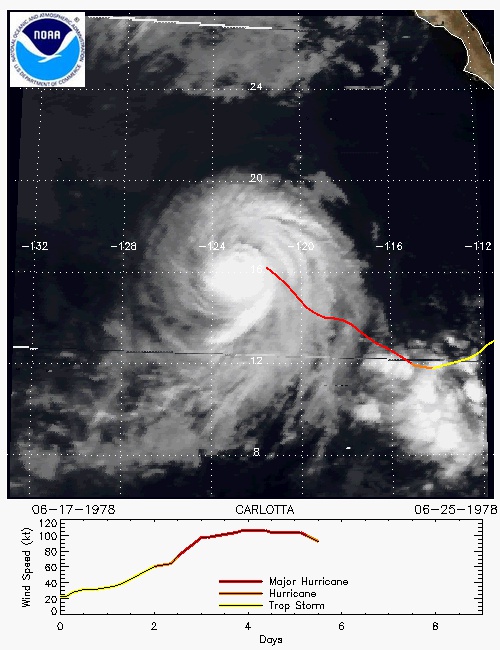 NATIONAL OCEANIC AND ATMOSPHERIC ADMINISTRATION
NOAA
U.S. DEPARTMENT OF COMMERCE
24
20
-132 -128 -124 -120 -116 -112
16
12
8
06-17-1978 CARLOTTA 06-25-1978
Wind Speed (kt)
120
100
80
60
40
20
0
Major Hurricane
Hurricane
Trop Storm
0 2 4 6 8
Days